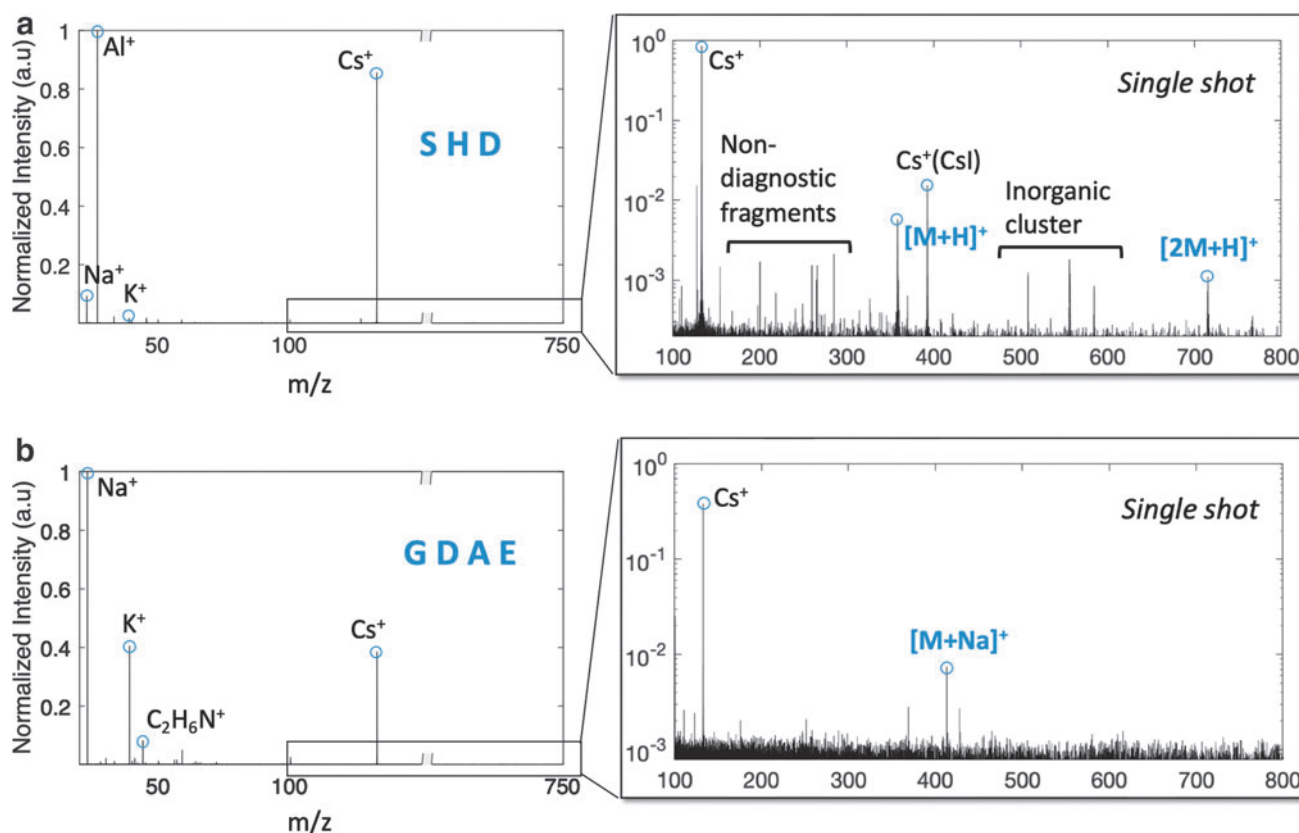 a
Normalized Intensity (a.u)
1
0.8
0.6
0.4
0.2
Al⁺
Cs⁺
S H D
Na⁺
K⁺
50
100
750
m/z
10⁰
10⁻¹
10⁻²
10⁻³
Cs⁺
Single shot
Non-
diagnostic
fragments
Cs⁺(CsI)
[M+H]⁺
Inorganic
cluster
[2M+H]⁺
100 200 300 400 500 600 700 800
b
Normalized Intensity (a.u)
1
0.8
0.6
0.4
0.2
Na⁺
G D A E
K⁺
Cs⁺
C₂H₆N⁺
50
100
750
m/z
10⁰
10⁻¹
10⁻²
10⁻³
Cs⁺
Single shot
[M+Na]⁺
100 200 300 400 500 600 700 800